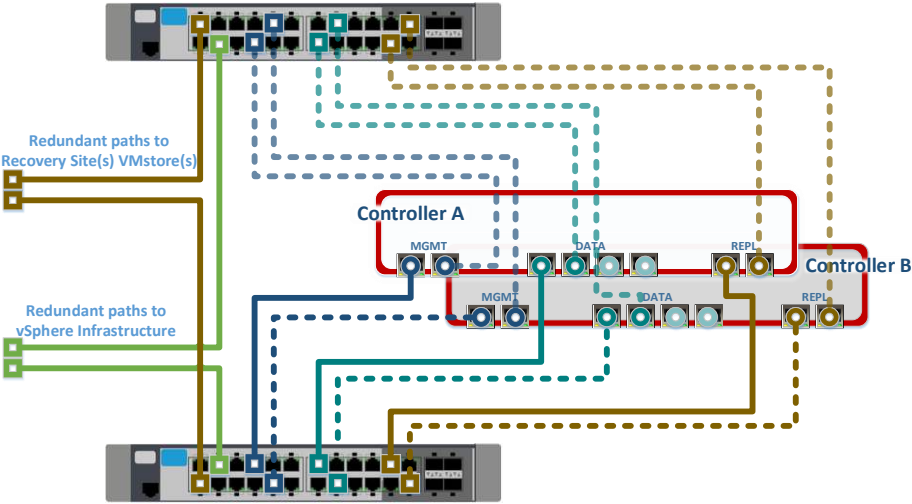 Redundant paths to
Recovery Site(s) VMstore(s)
Controller A
MGMT
DATA
REPL
Controller B
MGMT
DATA
REPL
Redundant paths to
vSphere Infrastructure